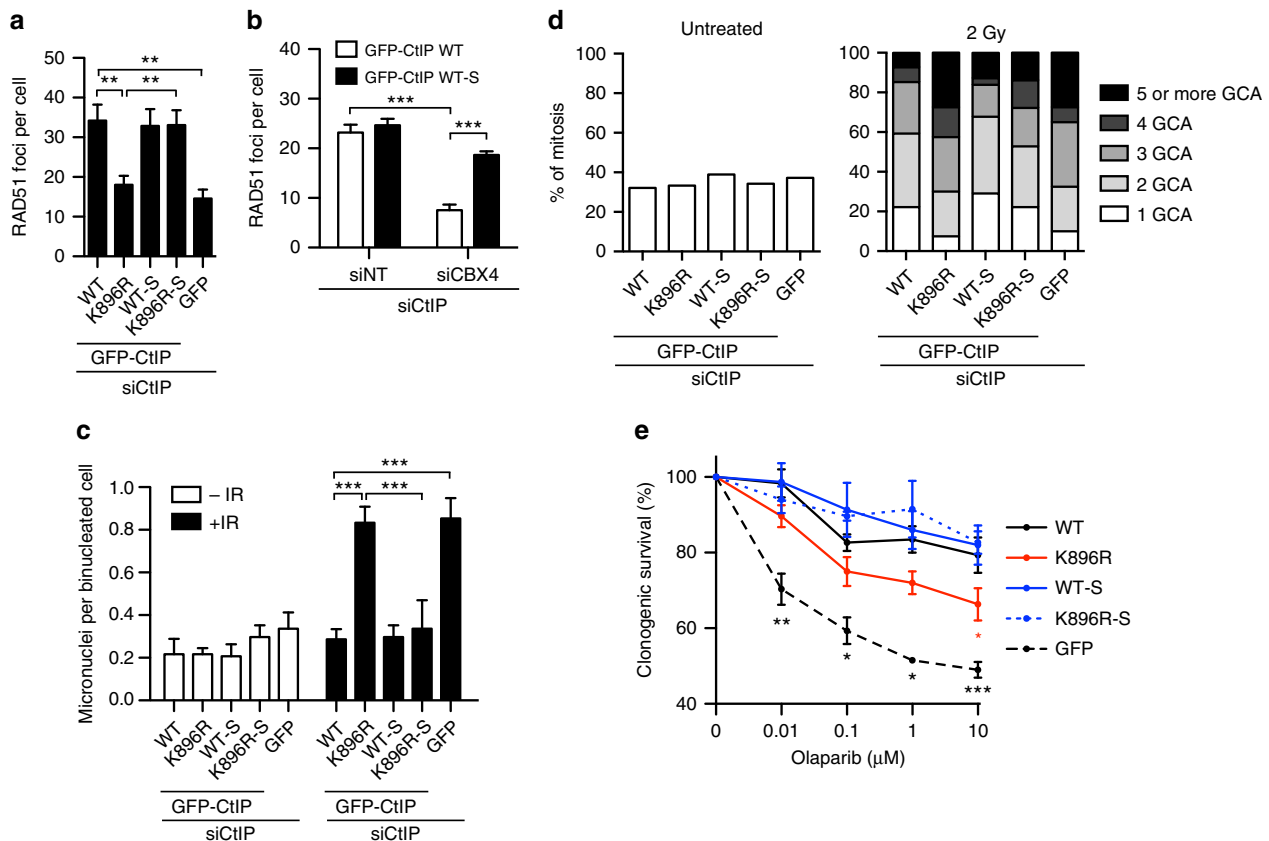 a
RAD51 foci per cell
50
40
30
20
10
0
**
** **
WT
K896R
WT-S
K896R-S
GFP
GFP-CtIP
siCtIP
b
RAD51 foci per cell
40
30
20
10
0
GFP-CtIP WT
GFP-CtIP WT-S
***
***
siNT siCBX4
siCtIP
c
Micronuclei per binucleated cell
1.0
0.8
0.6
0.4
0.2
0.0
– IR
+IR
***
*** ***
WT
K896R
WT-S
K896R-S
GFP
WT
K896R
WT-S
K896R-S
GFP
GFP-CtIP GFP-CtIP
siCtIP siCtIP
d
Untreated
% of mitosis
100
80
60
40
20
0
WT
K896R
WT-S
K896R-S
GFP
GFP-CtIP
siCtIP
2 Gy
100
80
60
40
20
0
WT
K896R
WT-S
K896R-S
GFP
GFP-CtIP
siCtIP
5 or more GCA
4 GCA
3 GCA
2 GCA
1 GCA
e
Clonogenic survival (%)
100
80
60
40
** * * *** *
0 0.01 0.1 1 10
Olaparib (μM)
WT
K896R
WT-S
K896R-S
GFP